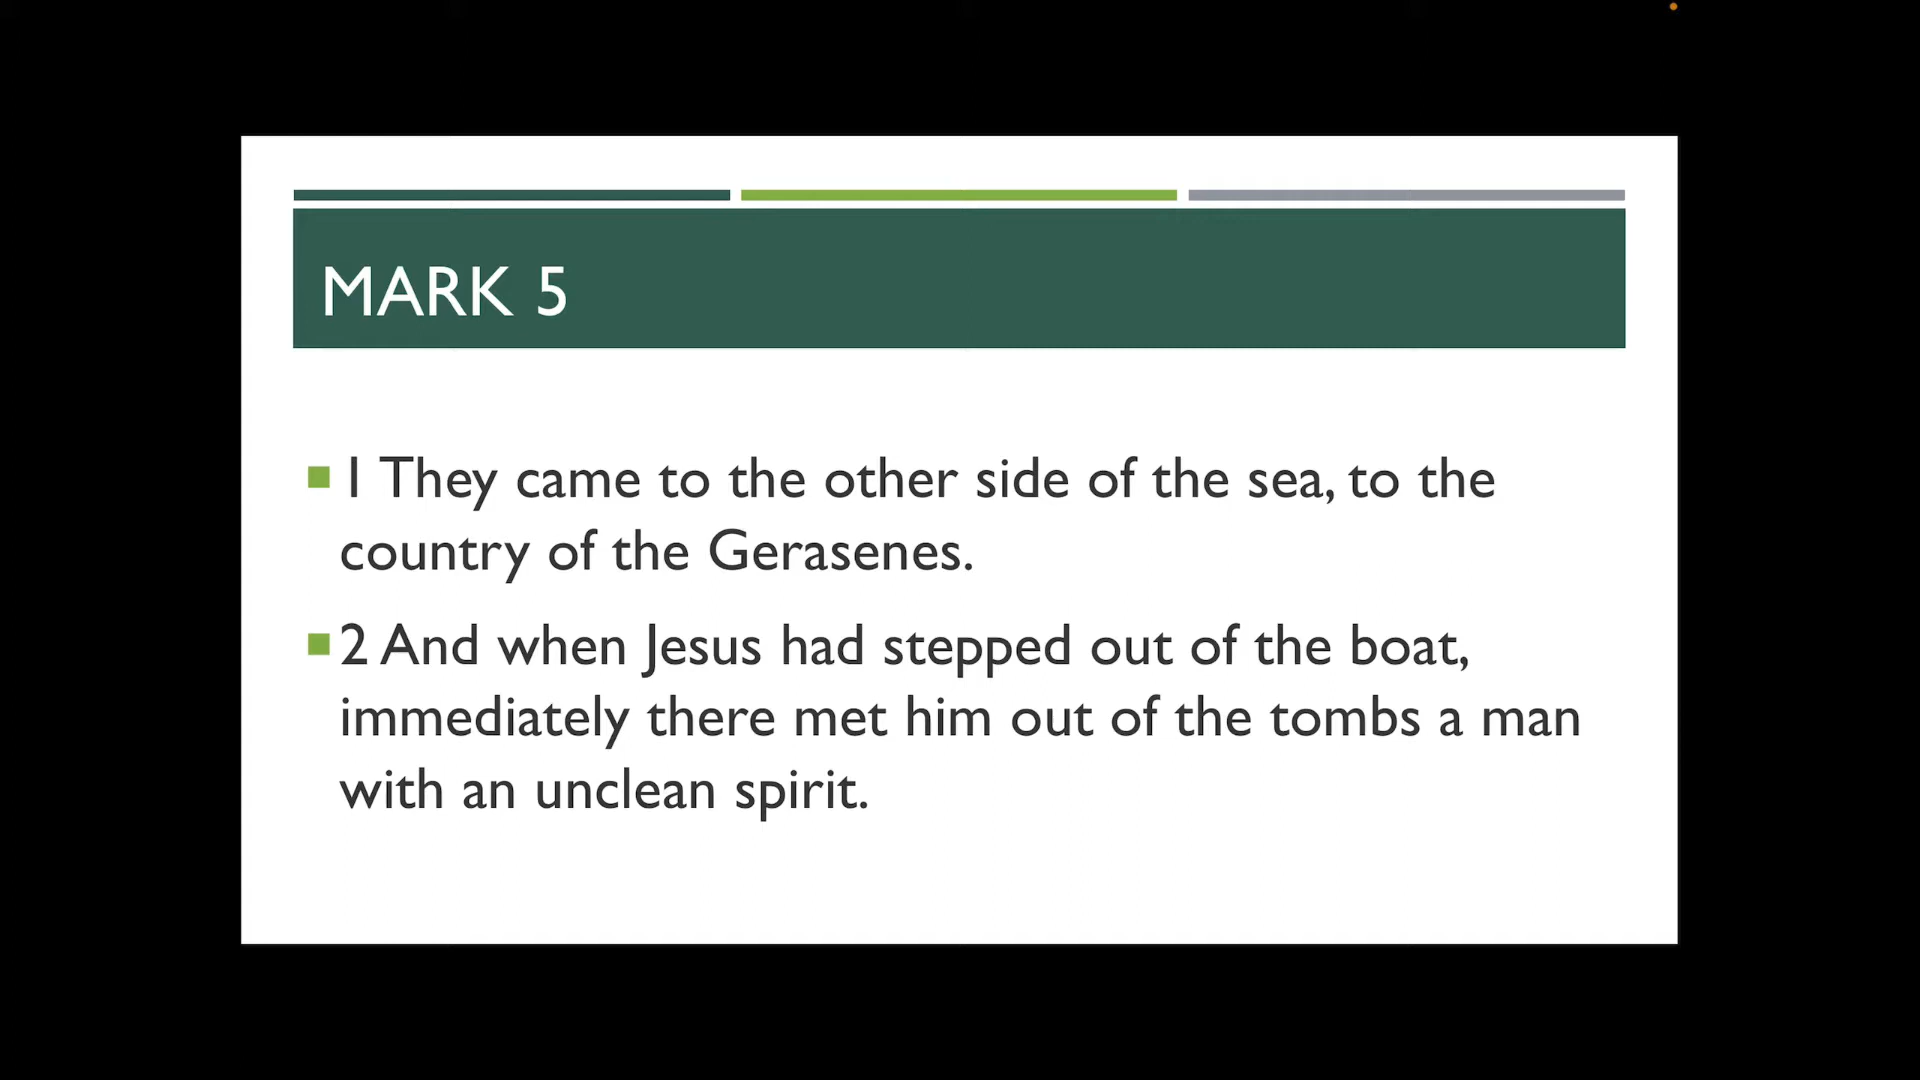 MARK 5
1 They came to the other side of the sea, to the
country of the Gerasenes.
2 And when Jesus had stepped out of the boat,
immediately there met him out of the tombs a man
with an unclean spirit.